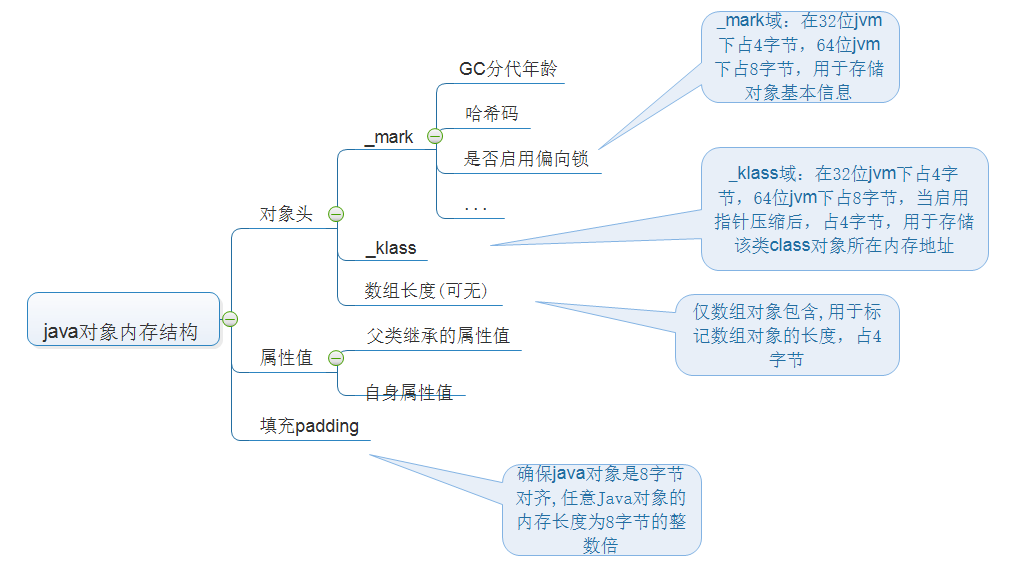 java对象内存结构
对象头
_mark
GC分代年龄
哈希码
是否启用偏向锁
...
_klass
数组长度(可无)
属性值
父类继承的属性值
自身属性值
填充padding
_mark域：在32位jvm
下占4字节，64位jvm
下占8字节，用于存储
对象基本信息
_klass域：在32位jvm下占4字
节，64位jvm下占8字节，当启用
指针压缩后，占4字节，用于存储
该类class对象所在内存地址
仅数组对象包含,用于标
记数组对象的长度，占4
字节
确保java对象是8字节
对齐,任意Java对象的
内存长度为8字节的整
数倍